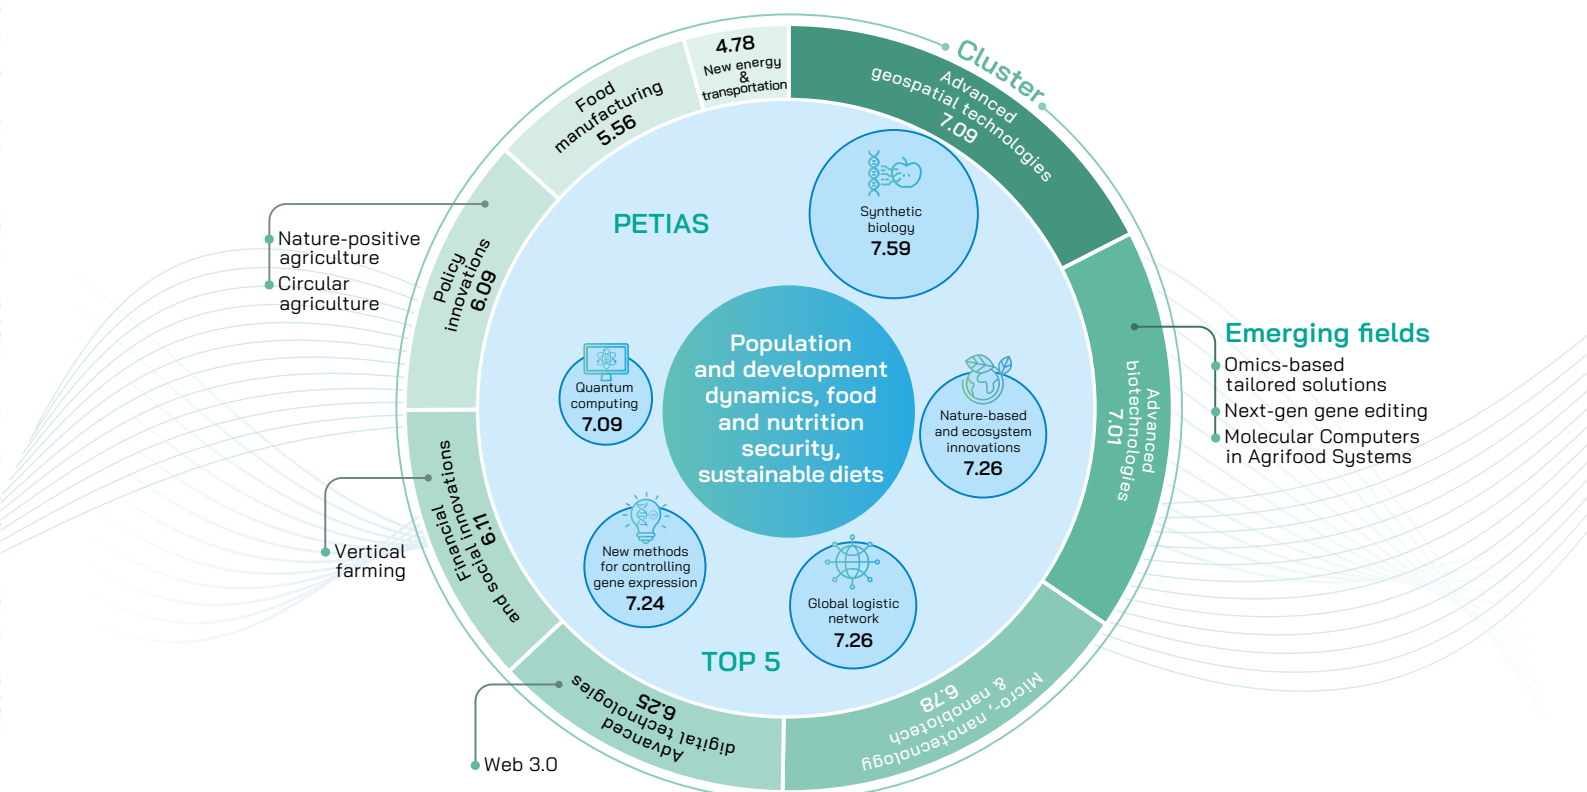 Cluster
Advanced
geospatial technologies
7.09
Advanced
biotechnologies
7.01
Micro-, nanotecnology
& nanobiotech
6.78
Advanced
digital technologies
6.25
Financial
and social innovations
6.11
Policy
innovations
6.09
Food
manufacturing
5.56
4.78
New energy
&
transportation
PETIAS
Synthetic
biology
7.59
Nature-based
and ecosystem
innovations
7.26
Global logistic
network
7.26
New methods
for controlling
gene expression
7.24
Quantum
computing
7.09
TOP 5
Population
and development
dynamics, food
and nutrition
security,
sustainable diets
Nature-positive
agriculture
Circular
agriculture
Vertical
farming
Web 3.0
Emerging fields
Omics-based
tailored solutions
Next-gen gene editing
Molecular Computers
in Agrifood Systems